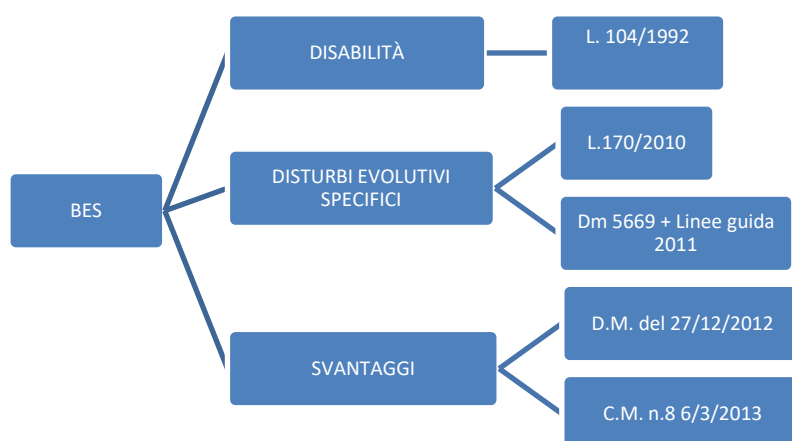 DISABILITÀ
L. 104/1992
L.170/2010
BES
DISTURBI EVOLUTIVI
SPECIFICI
Dm 5669 + Linee guida
2011
D.M. del 27/12/2012
SVANTAGGI
C.M. n.8 6/3/2013